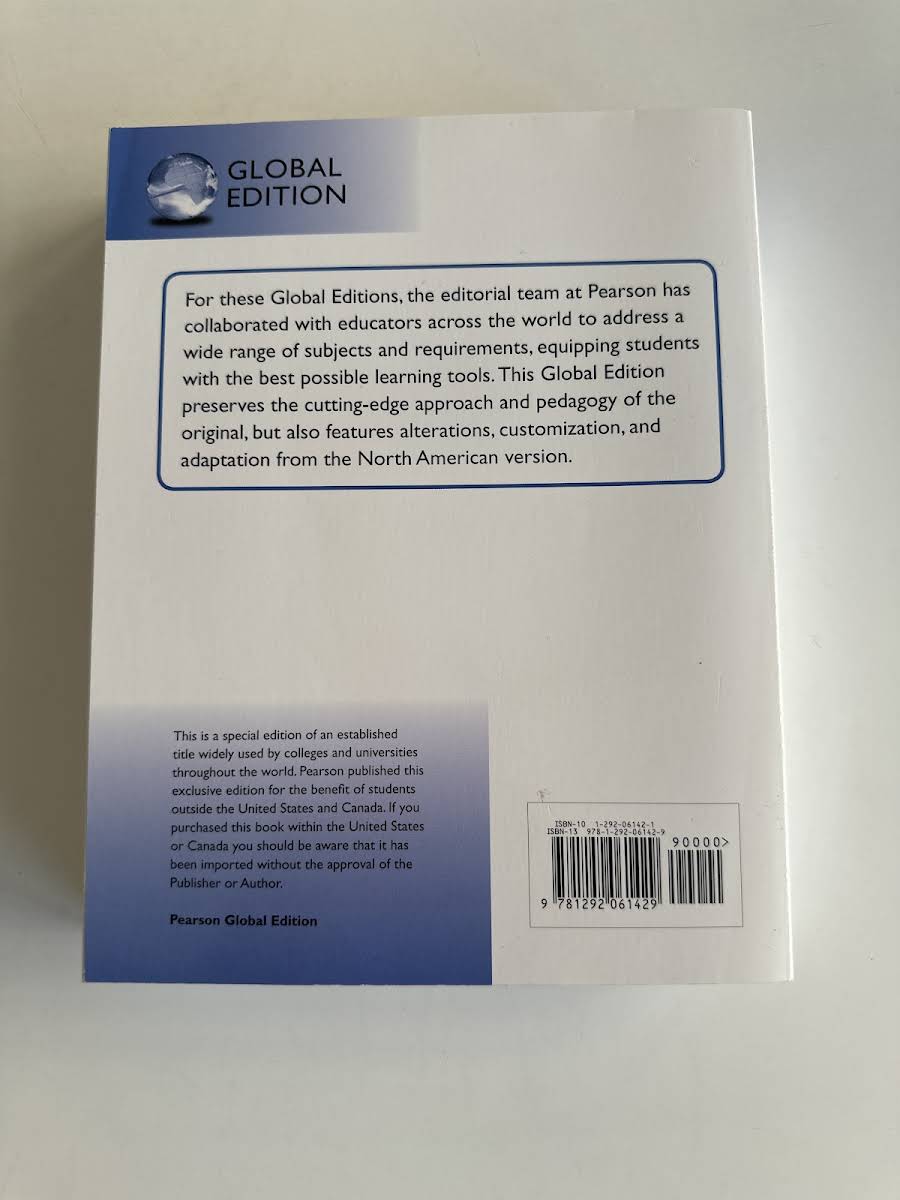 GLOBAL
EDITION
For these Global Editions, the editorial team at Pearson has
collaborated with educators across the world to address a
wide range of subjects and requirements, equipping students
with the best possible learning tools. This Global Edition
preserves the cutting-edge approach and pedagogy of the
original, but also features alterations, customization, and
adaptation from the North American version.
This is a special edition of an established
title widely used by colleges and universities
throughout the world. Pearson published this
exclusive edition for the benefit of students
outside the United States and Canada. If you
purchased this book within the United States
or Canada you should be aware that it has
been imported without the approval of the
Publisher or Author.
Pearson Global Edition
ISBN-10 1-292-06142-1
ISBN-13 978-1-292-06142-9
90000>
9 781292 061429